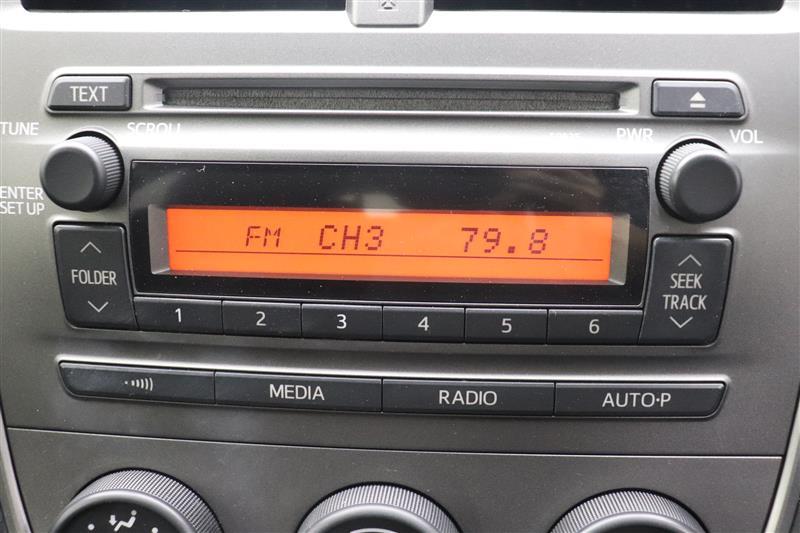 TEXT
TUNE SCROLL PWR VOL
ENTER
SET UP
FM CH3 79.8
FOLDER
SEEK
TRACK
1 2 3 4 5 6
MEDIA RADIO AUTO•P